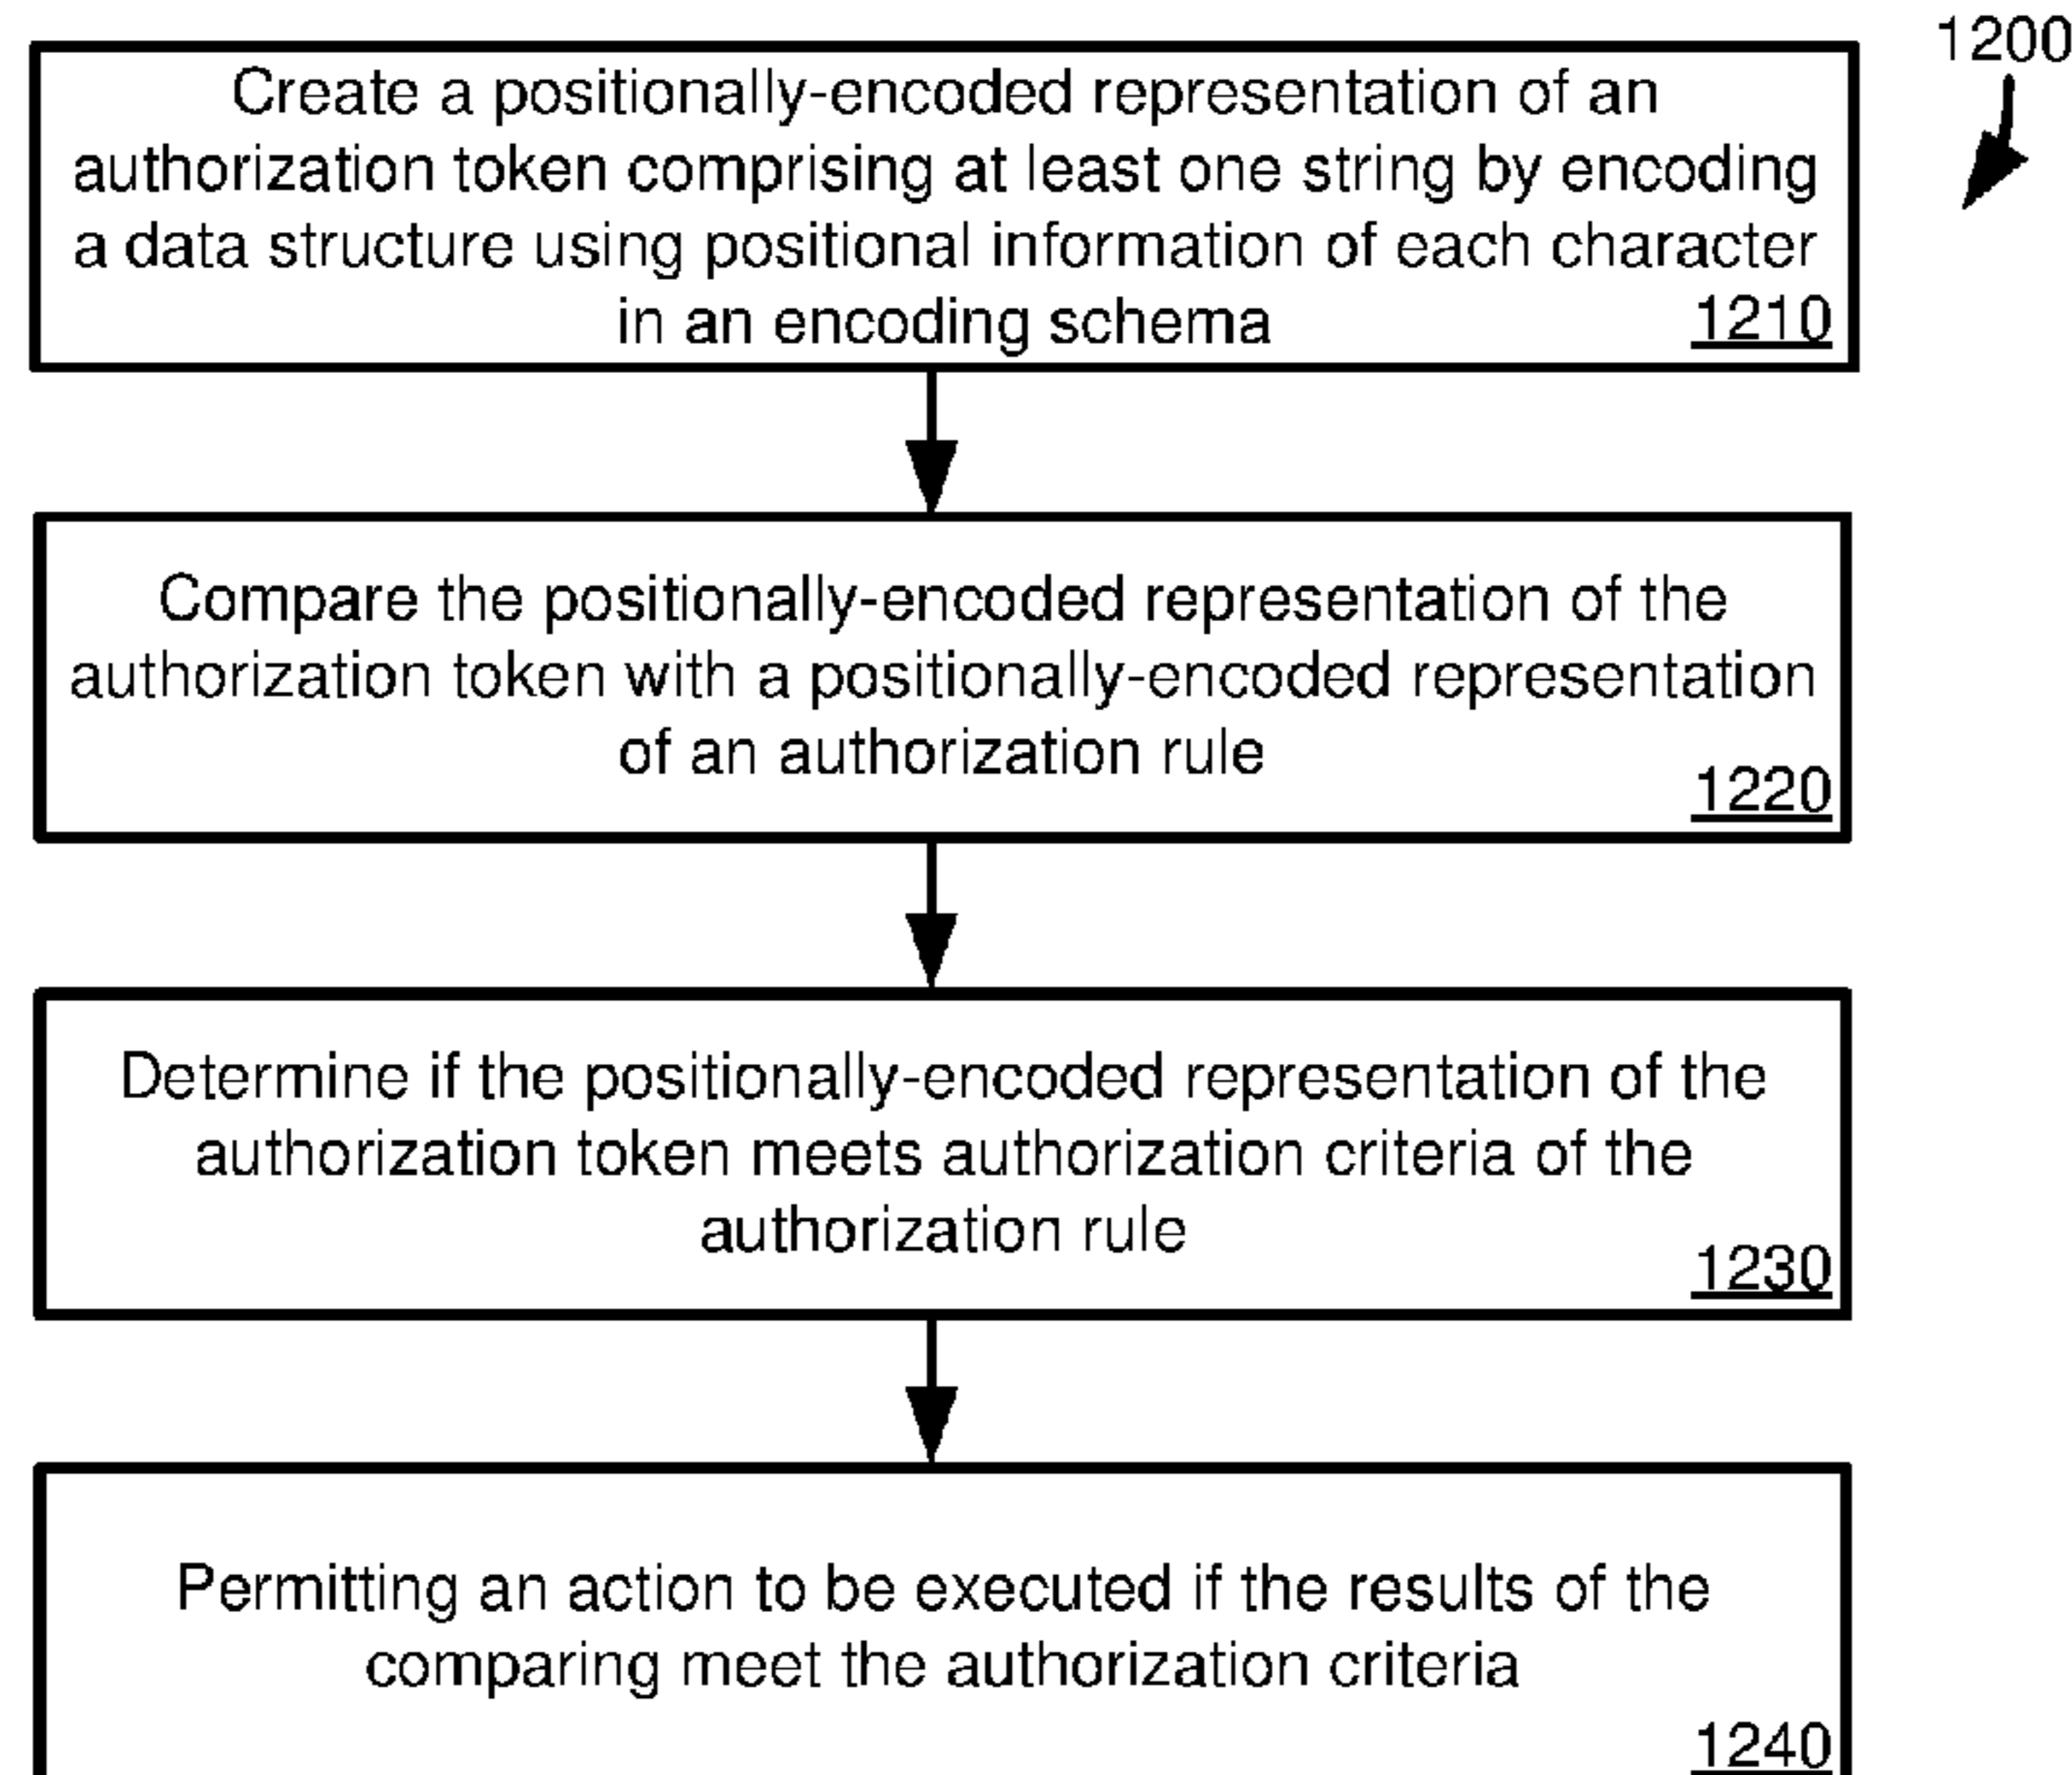 1200
Create a positionally-encoded representation of an
authorization token comprising at least one string by encoding
a data structure using positional information of each character
in an encoding schema
1210
Compare the positionally-encoded representation of the
authorization token with a positionally-encoded representation
of an authorization rule
1220
Determine if the positionally-encoded representation of the
authorization token meets authorization criteria of the
authorization rule
1230
Permitting an action to be executed if the results of the
comparing meet the authorization criteria
1240